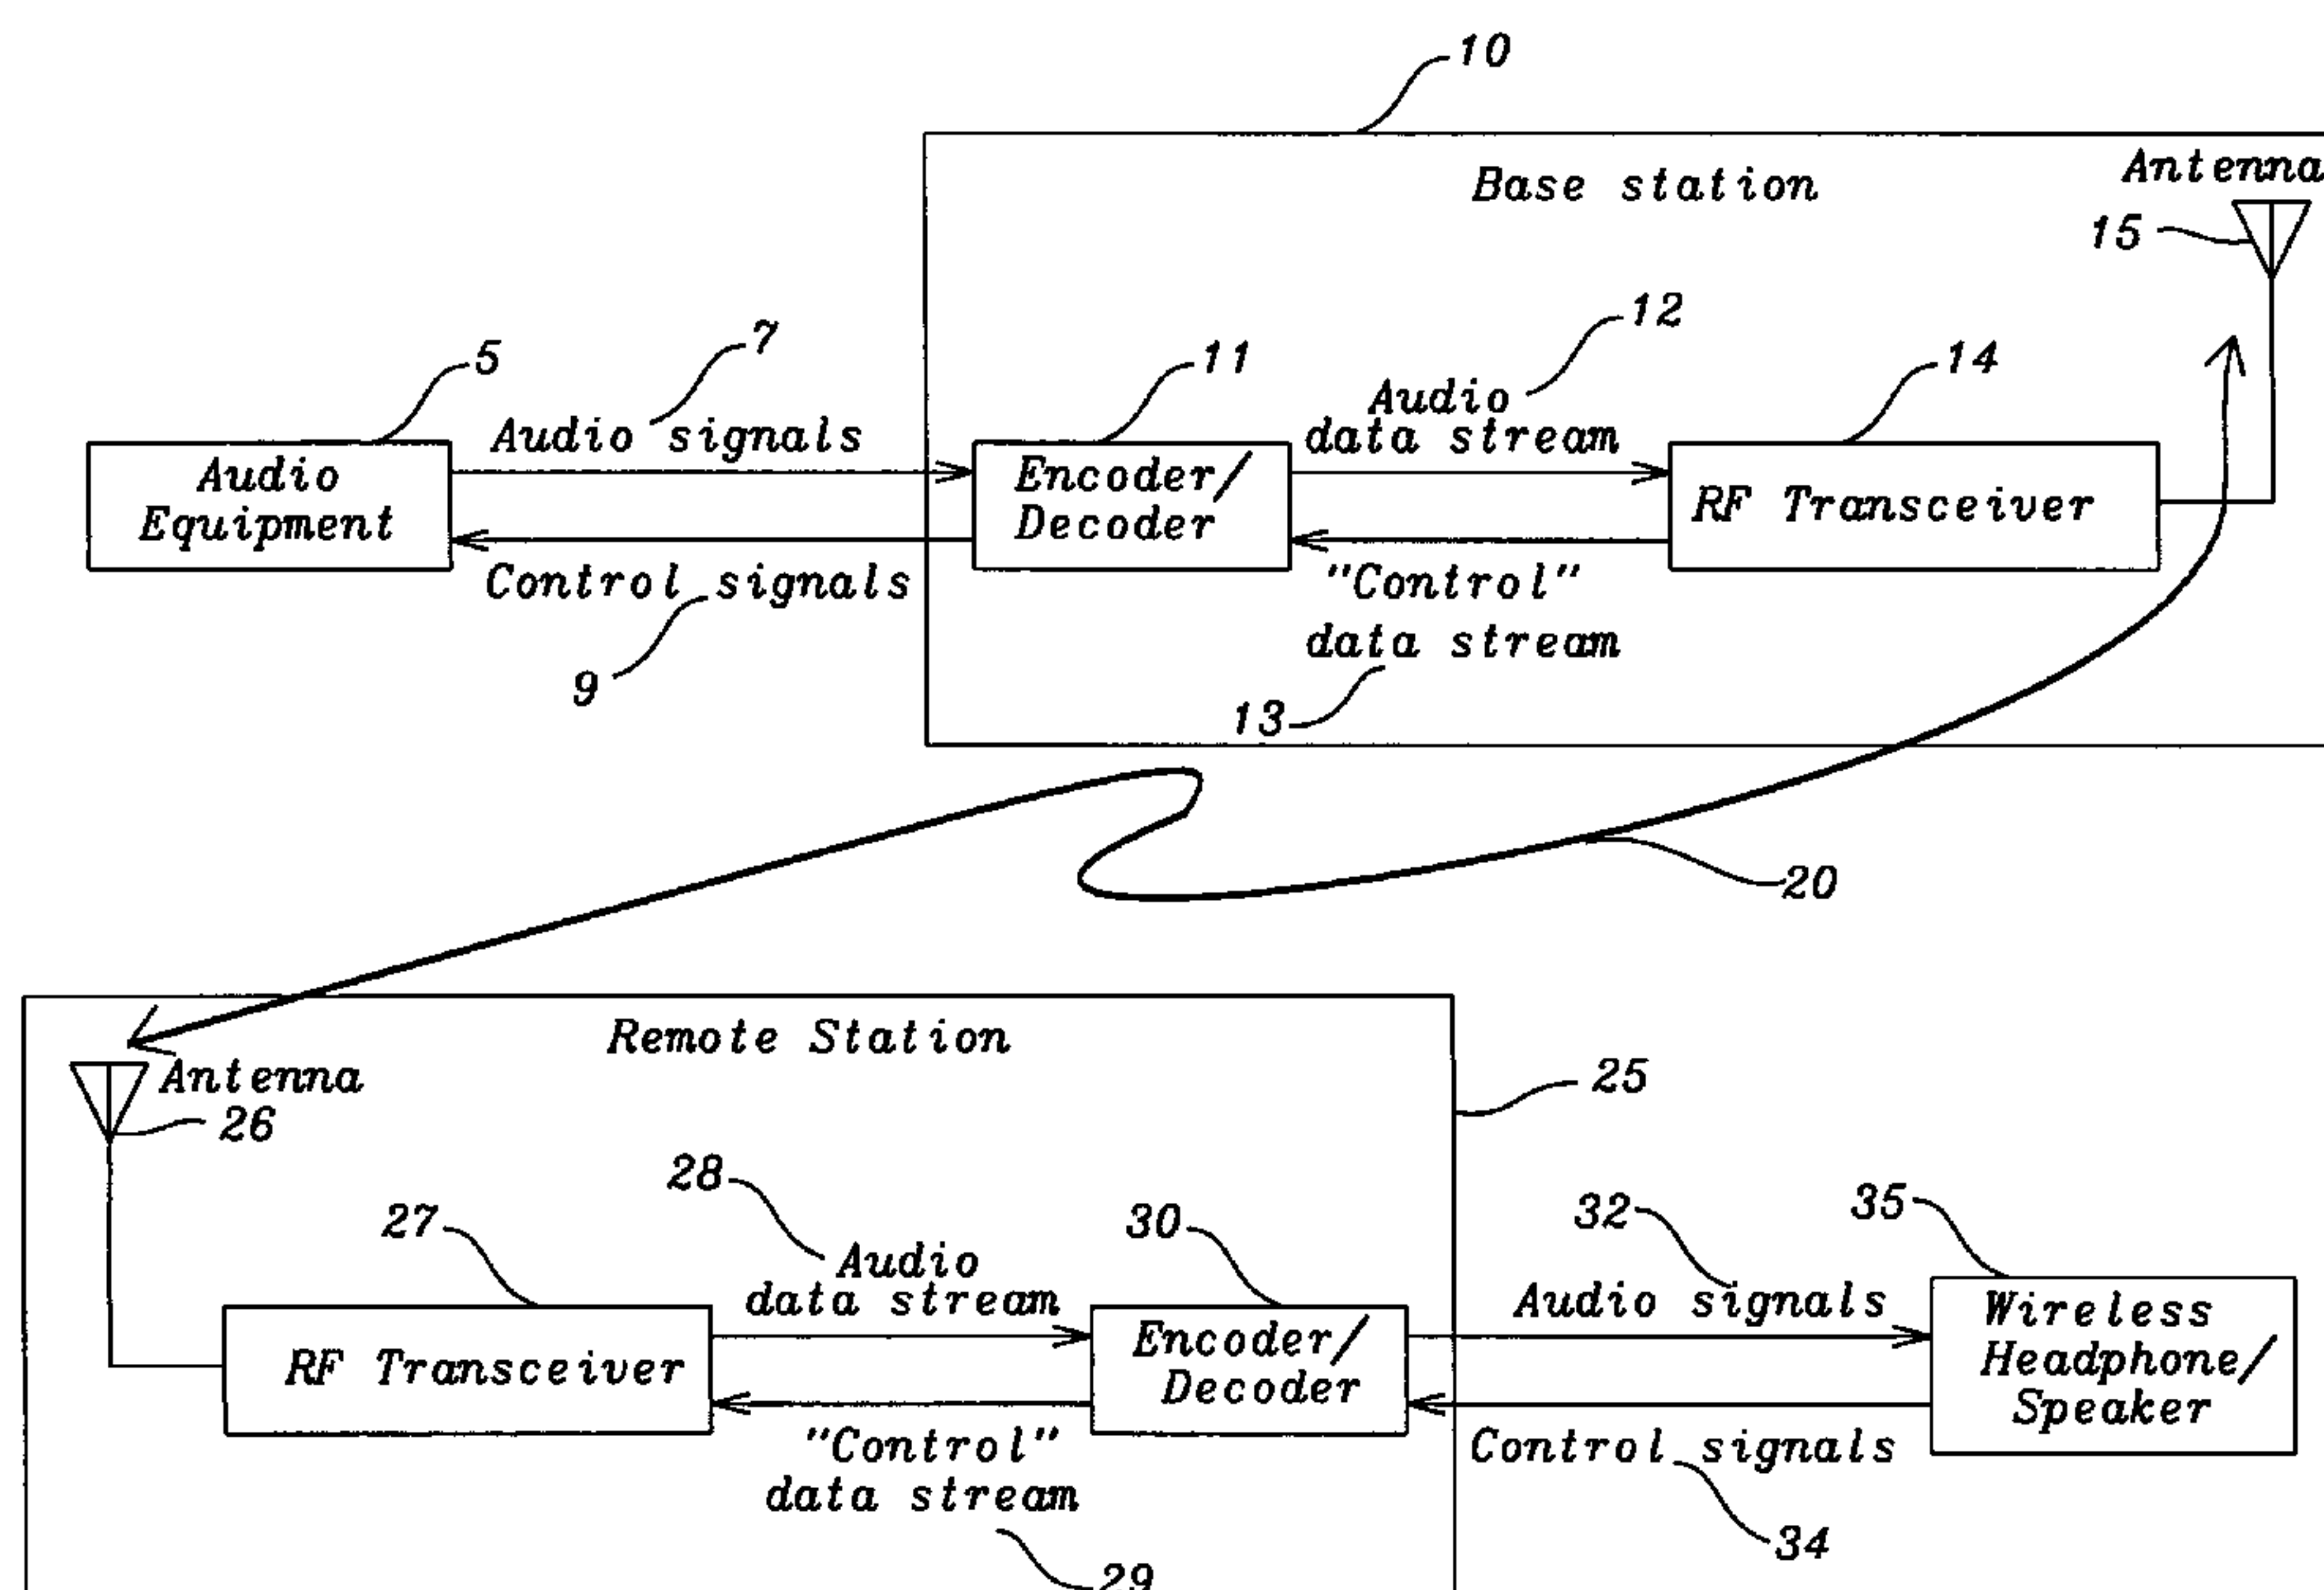 10
Base station
Antenna
15
12
7
5
11
14
Audio signals
Audio
data stream
Audio
Equipment
Encoder/
Decoder
RF Transceiver
Control signals
"Control"
data stream
9
13
20
Remote Station
Antenna
26
25
28
27
30
32
35
Audio
data stream
Audio signals
Wireless
Headphone/
Speaker
RF Transceiver
Encoder/
Decoder
"Control"
data stream
Control signals
34
29